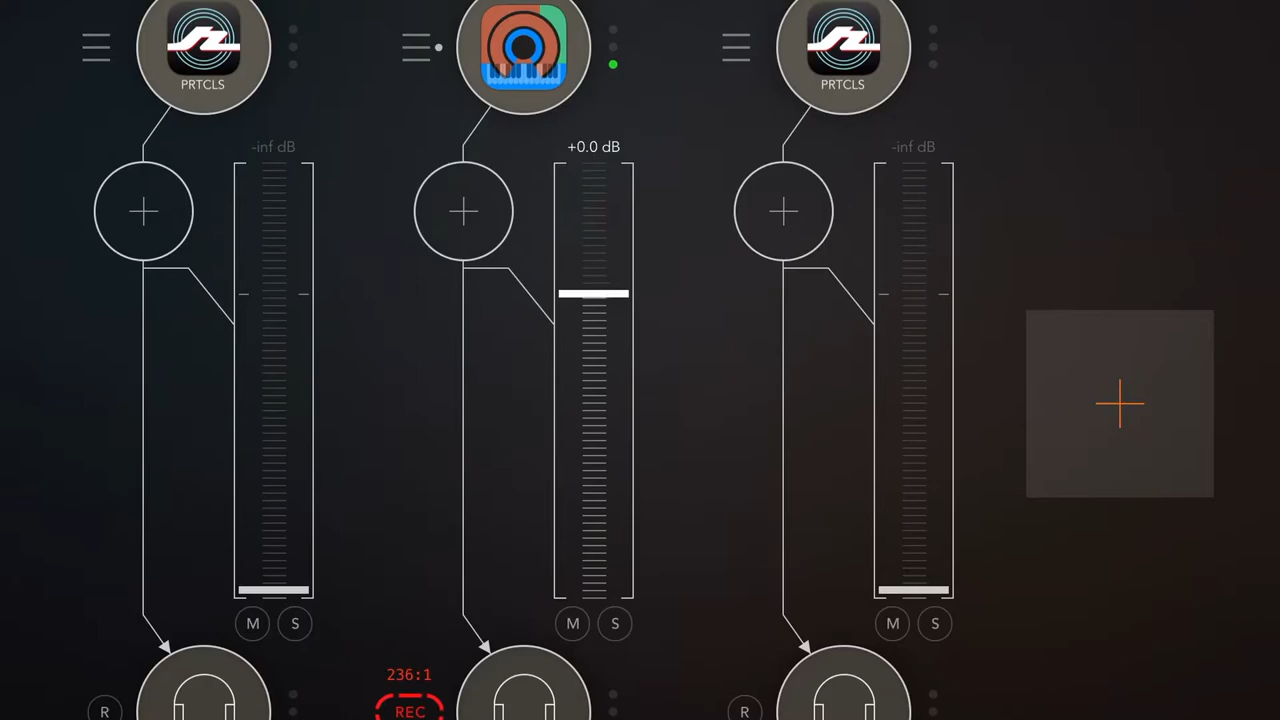 PRTCLS
PRTCLS
-inf dB
+0.0 dB
-inf dB
M S
M S
M S
236:1
R
REC
R